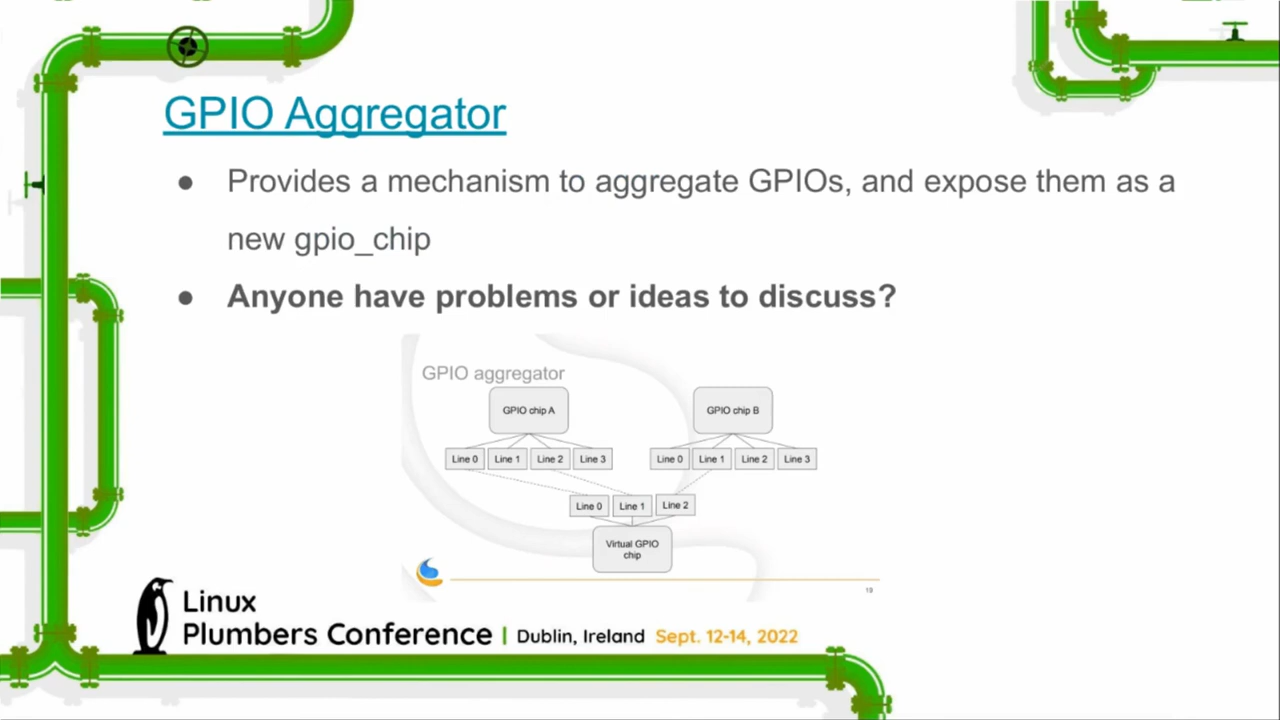 GPIO Aggregator
● Provides a mechanism to aggregate GPIOs, and expose them as a
new gpio_chip
● Anyone have problems or ideas to discuss?
GPIO aggregator
GPIO chip A
GPIO chip B
Line 0 Line 1 Line 2 Line 3
Line 0 Line 1 Line 2 Line 3
Line 0 Line 1 Line 2
Virtual GPIO
chip
19
Linux
Plumbers Conference | Dublin, Ireland Sept. 12-14, 2022